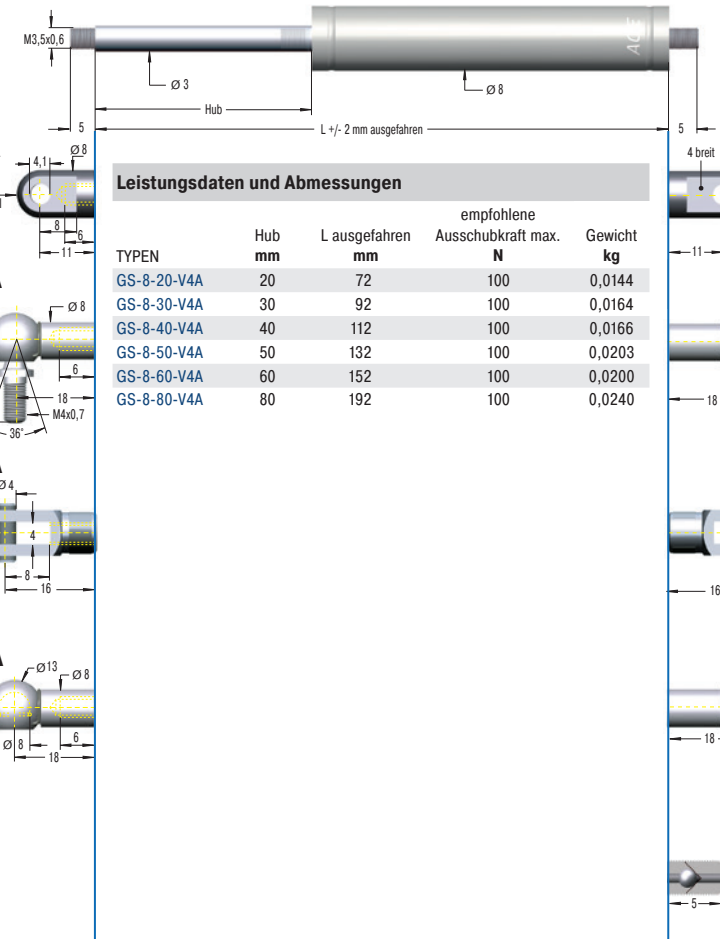 M3,5x0,6
ACE
Ø 3
Ø 8
Hub
5
L +/- 2 mm ausgefahren
5
4,1
Ø 8
8
6
11
4 breit
11
Leistungsdaten und Abmessungen
TYPEN Hub mm L ausgefahren mm empfohlene Ausschubkraft max. N Gewicht kg
GS-8-20-V4A 20 72 100 0,0144
GS-8-30-V4A 30 92 100 0,0164
GS-8-40-V4A 40 112 100 0,0166
GS-8-50-V4A 50 132 100 0,0203
GS-8-60-V4A 60 152 100 0,0200
GS-8-80-V4A 80 192 100 0,0240
Ø 8
6
18
M4x0,7
36°
18
Ø 4
4
8
16
16
Ø13
Ø 8
Ø 8
6
18
18
5